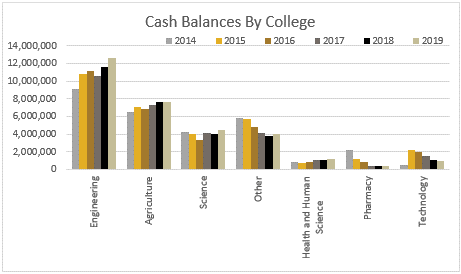 Cash Balances By College
2014 2015 2016 2017 2018 2019
14,000,000
12,000,000
10,000,000
8,000,000
6,000,000
4,000,000
2,000,000
0
Engineering
Agriculture
Science
Other
Health and Human
Science
Pharmacy
Technology